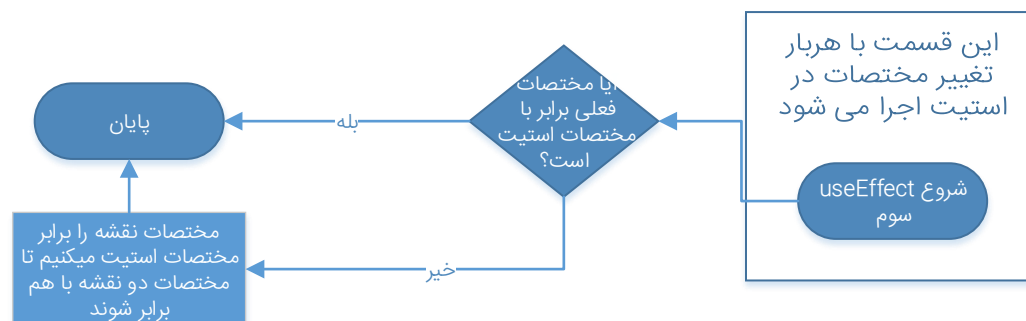 این قسمت با هربار
تغییر مختصات در
استیت اجرا می شود
شروع useEffect
سوم
ایا مختصات
فعلی برابر با
مختصات استیت
است؟
بله
پایان
خیر
مختصات نقشه را برابر
مختصات استیت میکنیم تا
مختصات دو نقشه با هم
برابر شوند